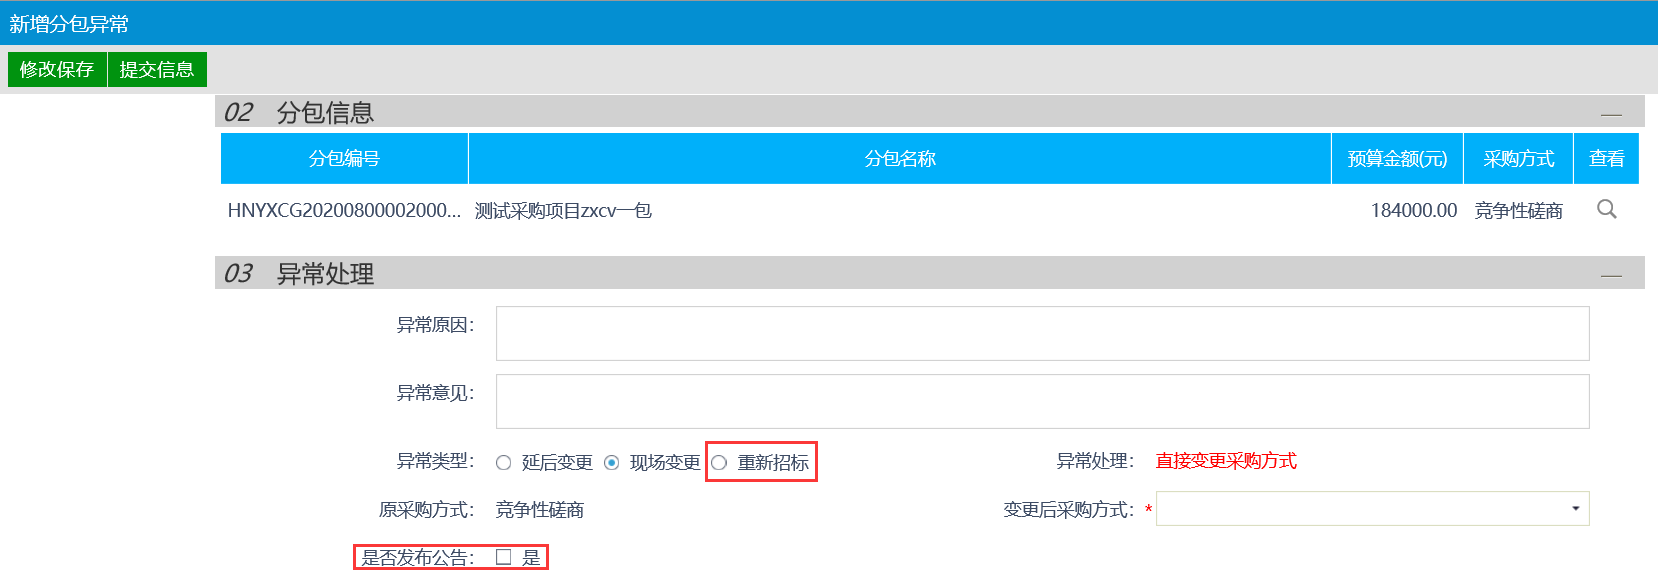 新增分包异常
修改保存 提交信息
02 分包信息
分包编号 分包名称 预算金额(元) 采购方式 查看
HNYXCG20200800002000... 测试采购项目zxcv一包 184000.00 竞争性磋商
03 异常处理
异常原因：
异常意见：
异常类型： 延后变更 现场变更 重新招标 异常处理： 直接变更采购方式
原采购方式： 竞争性磋商 变更后采购方式：*
是否发布公告： 是